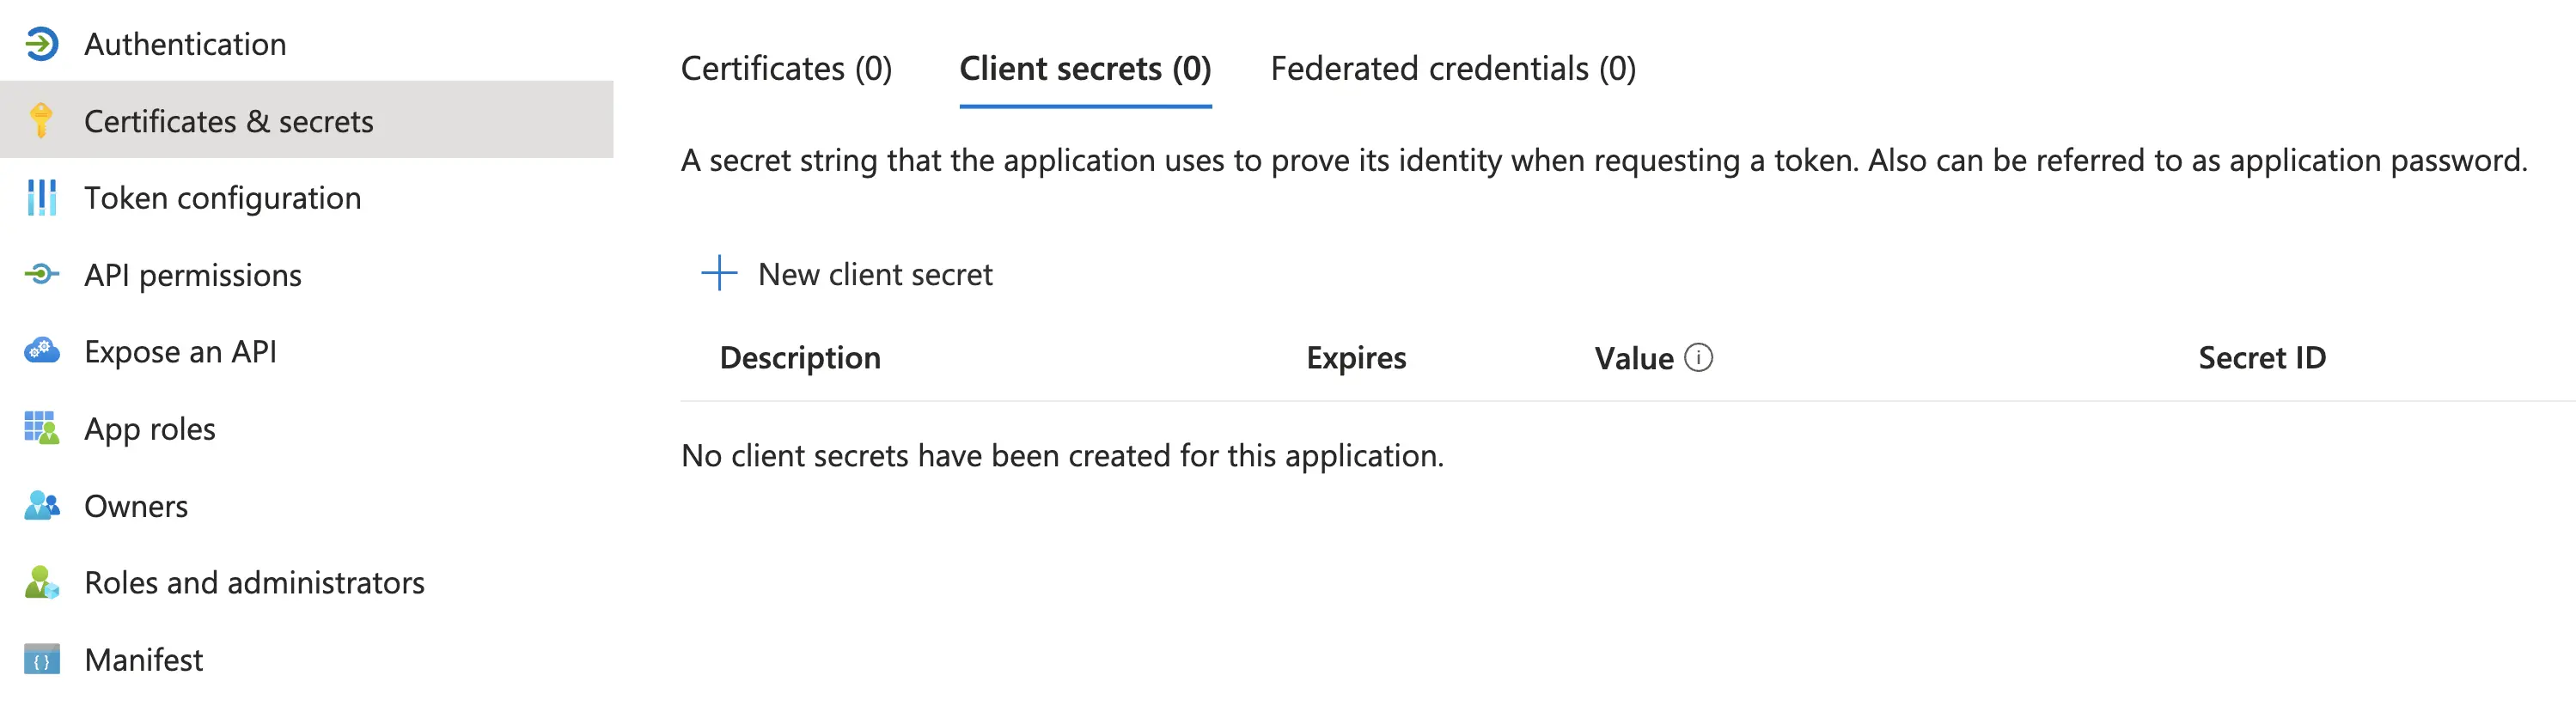 Authentication
Certificates & secrets
Token configuration
API permissions
Expose an API
App roles
Owners
Roles and administrators
Manifest
Certificates (0) Client secrets (0) Federated credentials (0)
A secret string that the application uses to prove its identity when requesting a token. Also can be referred to as application password.
New client secret
Description Expires Value Secret ID
No client secrets have been created for this application.